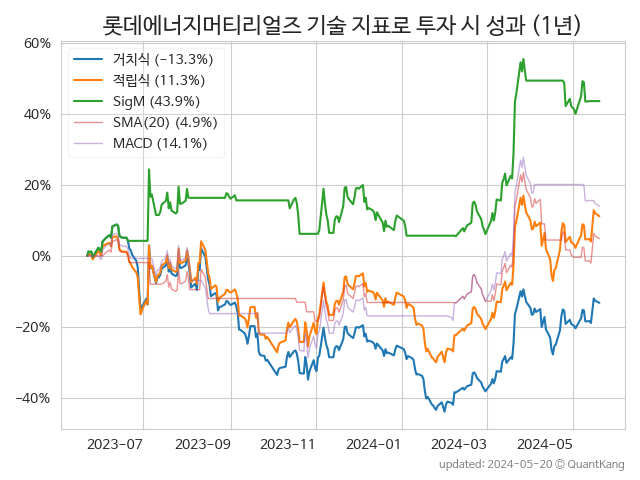 롯데에너지머티리얼즈 기술 지표로 투자 시 성과 (1년)
60%
40%
20%
0%
−20%
−40%
거치식 (−13.3%)
적립식 (11.3%)
SigM (43.9%)
SMA(20) (4.9%)
MACD (14.1%)
2023−07
2023−09
2023−11
2024−01
2024−03
2024−05
updated: 2024−05−20 © QuantKang